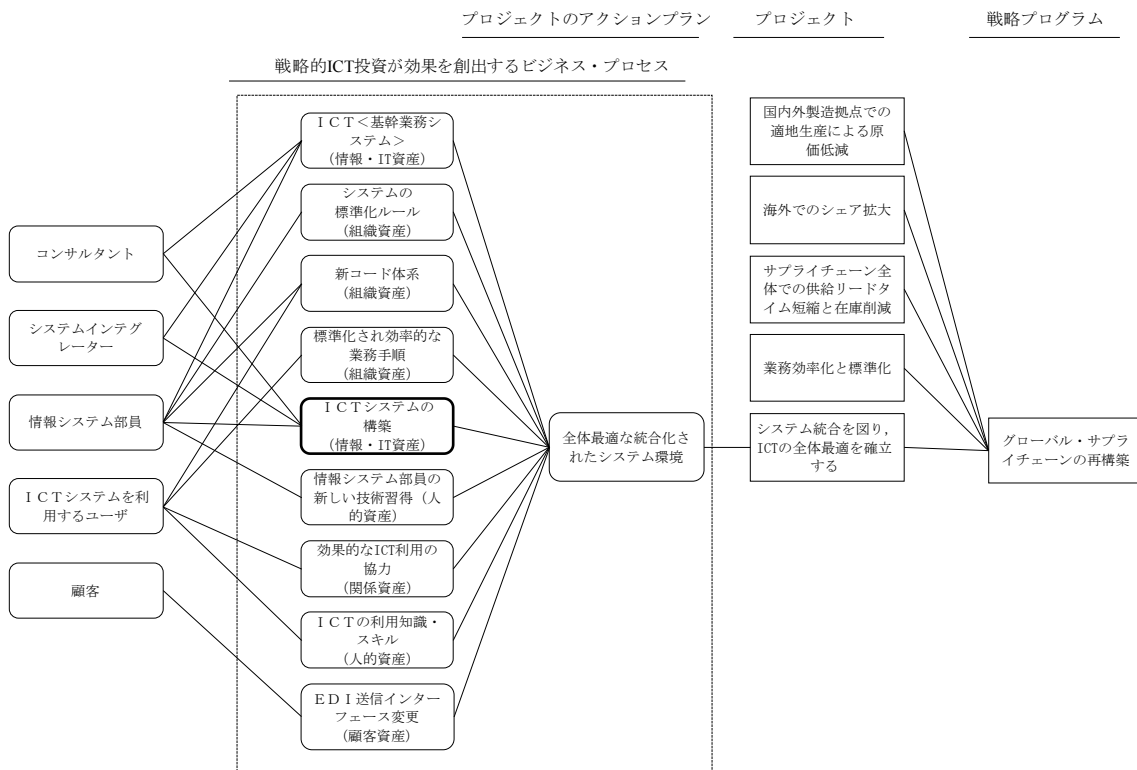 プロジェクトのアクションプラン
プロジェクト
戦略プログラム
戦略的ICT投資が効果を創出するビジネス・プロセス
コンサルタント
システムインテグ
レーター
情報システム部員
ＩＣＴシステムを利
用するユーザ
顧客
ＩＣＴ＜基幹業務シ
ステム＞
（情報・IT資産）
システムの
標準化ルール
（組織資産）
新コード体系
（組織資産）
標準化され効率的な
業務手順
（組織資産）
ＩＣＴシステムの
構築
（情報・IT資産）
情報システム部員の
新しい技術習得（人
的資産）
効果的なICT利用の
協力
（関係資産）
ＩＣＴの利用知識・
スキル
（人的資産）
ＥＤＩ送信インター
フェース変更
（顧客資産）
全体最適な統合化さ
れたシステム環境
国内外製造拠点での
適地生産による原
価低減
海外でのシェア拡大
サプライチェーン全
体での供給リードタ
イム短縮と在庫削減
業務効率化と標準化
システム統合を図り，
ICTの全体最適を確立
する
グローバル・サプラ
イチェーンの再構築